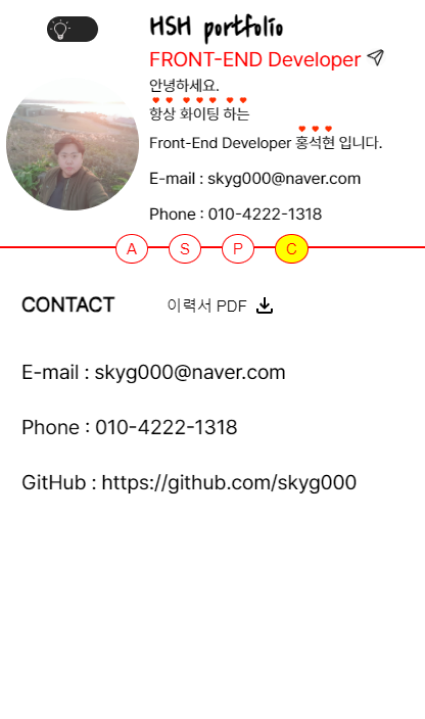 HSH portfolio
FRONT-END Developer
안녕하세요.
항상 화이팅 하는
Front-End Developer 홍석현 입니다.
E-mail : skyg000@naver.com
Phone : 010-4222-1318
A S P C
CONTACT 이력서 PDF
E-mail : skyg000@naver.com
Phone : 010-4222-1318
GitHub : https://github.com/skyg000